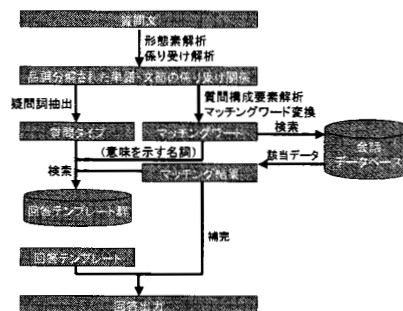 質問文
形態素解析
係り受け解析
品詞分解された単語・文節の係り受け関係
疑問詞抽出
質問構成要素解析
マッチングワード変換
質問タイプ
マッチングワード
検索
会話
データベース
(意味を示す名詞)
該当データ
検索
マッチング結果
回答テンプレート群
補完
回答テンプレート
回答出力